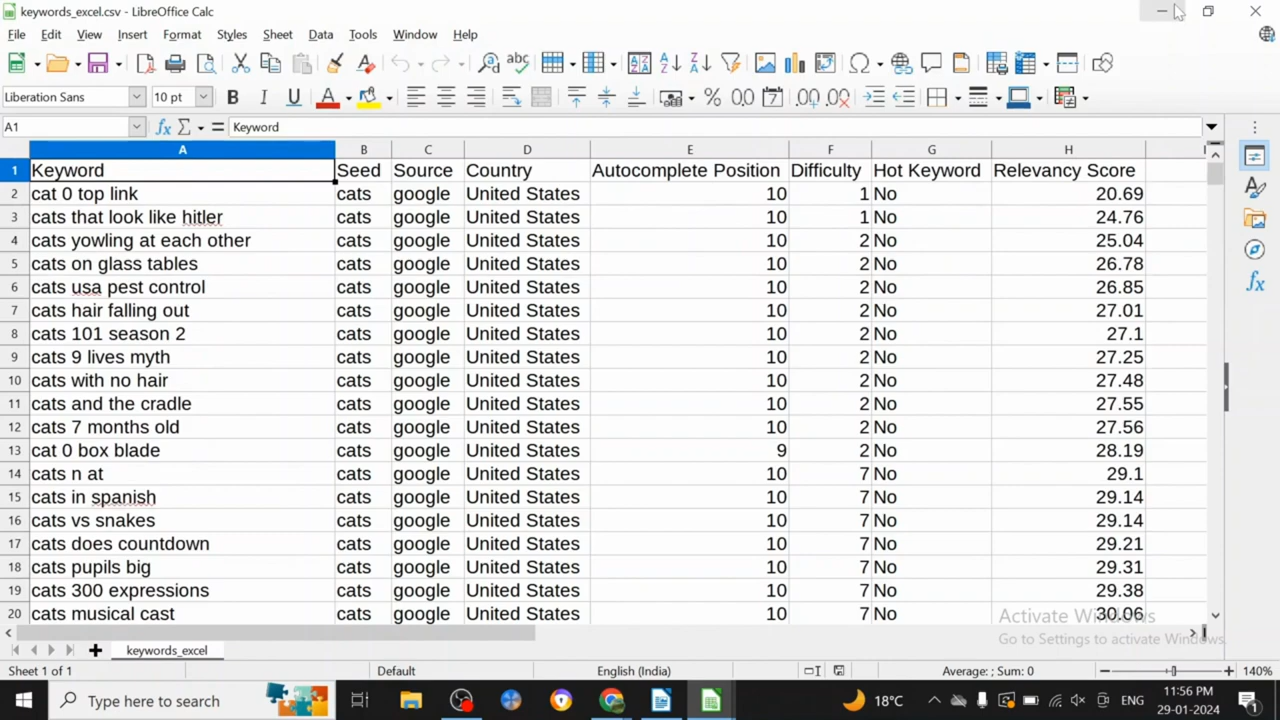 keywords_excel.csv - LibreOffice Calc
File Edit View Insert Format Styles Sheet Data Tools Window Help
Liberation Sans 10 pt
A1 Keyword
A B C D E F G H
1 Keyword Seed Source Country Autocomplete Position Difficulty Hot Keyword Relevancy Score
2 cat 0 top link cats google United States 10 1 No 20.69
3 cats that look like hitler cats google United States 10 1 No 24.76
4 cats yowling at each other cats google United States 10 2 No 25.04
5 cats on glass tables cats google United States 10 2 No 26.78
6 cats usa pest control cats google United States 10 2 No 26.85
7 cats hair falling out cats google United States 10 2 No 27.01
8 cats 101 season 2 cats google United States 10 2 No 27.1
9 cats 9 lives myth cats google United States 10 2 No 27.25
10 cats with no hair cats google United States 10 2 No 27.48
11 cats and the cradle cats google United States 10 2 No 27.55
12 cats 7 months old cats google United States 10 2 No 27.56
13 cat 0 box blade cats google United States 9 2 No 28.19
14 cats n at cats google United States 10 7 No 29.1
15 cats in spanish cats google United States 10 7 No 29.14
16 cats vs snakes cats google United States 10 7 No 29.14
17 cats does countdown cats google United States 10 7 No 29.21
18 cats pupils big cats google United States 10 7 No 29.31
19 cats 300 expressions cats google United States 10 7 No 29.38
20 cats musical cast cats google United States 10 7 No 30.06
Activate Windows
Go to Settings to activate Windows.
keywords_excel
Sheet 1 of 1 Default English (India) Average: ; Sum: 0 140%
Type here to search 18°C ENG 11:56 PM
29-01-2024